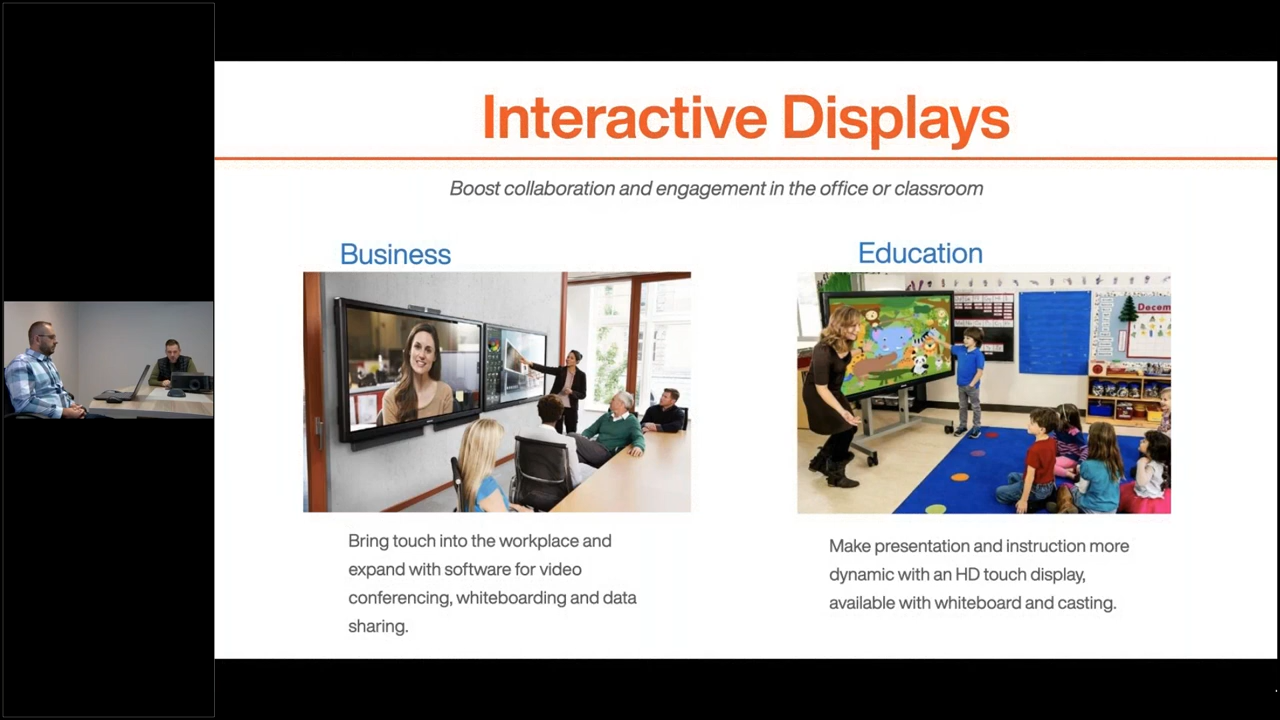 Interactive Displays
Boost collaboration and engagement in the office or classroom
Business
Education
Decem
Bring touch into the workplace and
expand with software for video
conferencing, whiteboarding and data
sharing.
Make presentation and instruction more
dynamic with an HD touch display,
available with whiteboard and casting.